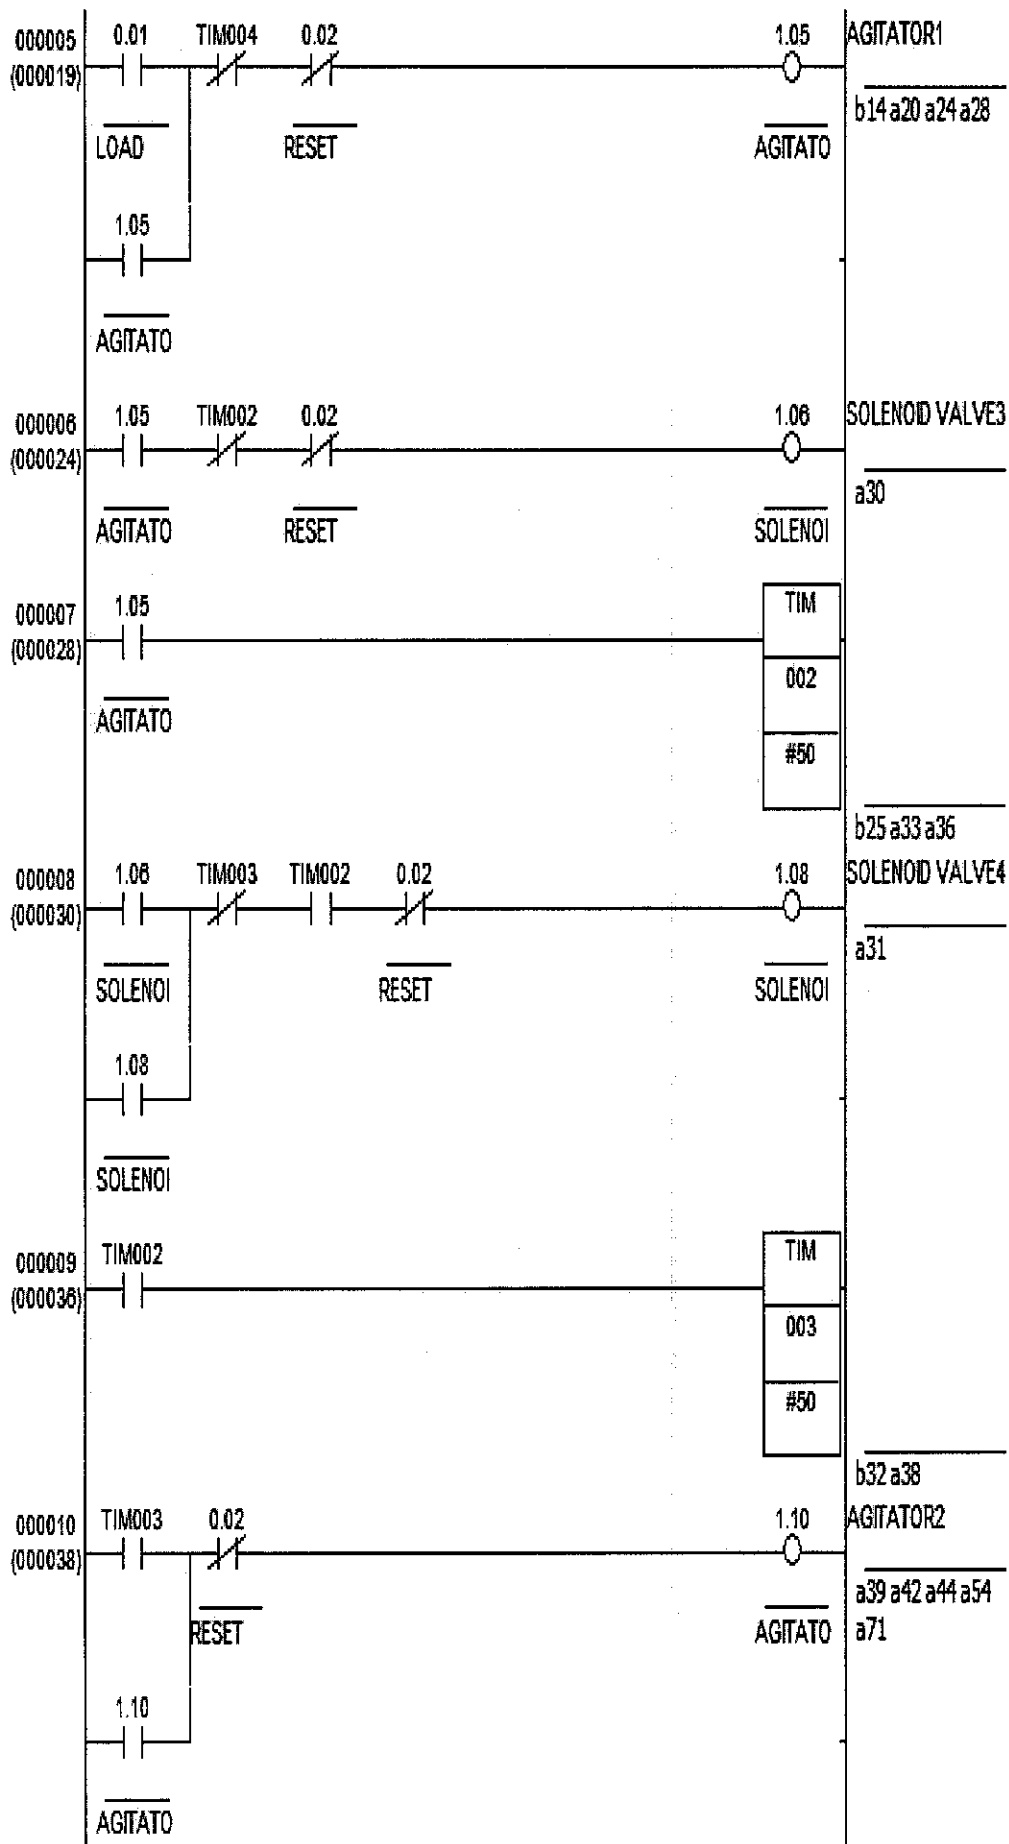 000005 0.01 TIM004 0.02 1.05 AGITATOR1
(000019)
b14 a20 a24 a28
LOAD RESET AGITATO
1.05
AGITATO
000006 1.05 TIM002 0.02 1.06 SOLENOID VALVE3
(000024)
a30
AGITATO RESET SOLENOI
000007 1.05 TIM
(000028)
002
AGITATO
#50
b25 a33 a36
000008 1.06 TIM003 TIM002 0.02 1.08 SOLENOID VALVE4
(000030)
a31
SOLENOI RESET SOLENOI
1.08
SOLENOI
000009 TIM002 TIM
(000036)
003
#50
b32 a38
000010 TIM003 0.02 1.10 AGITATOR2
(000038)
a39 a42 a44 a54
RESET AGITATO a71
1.10
AGITATO